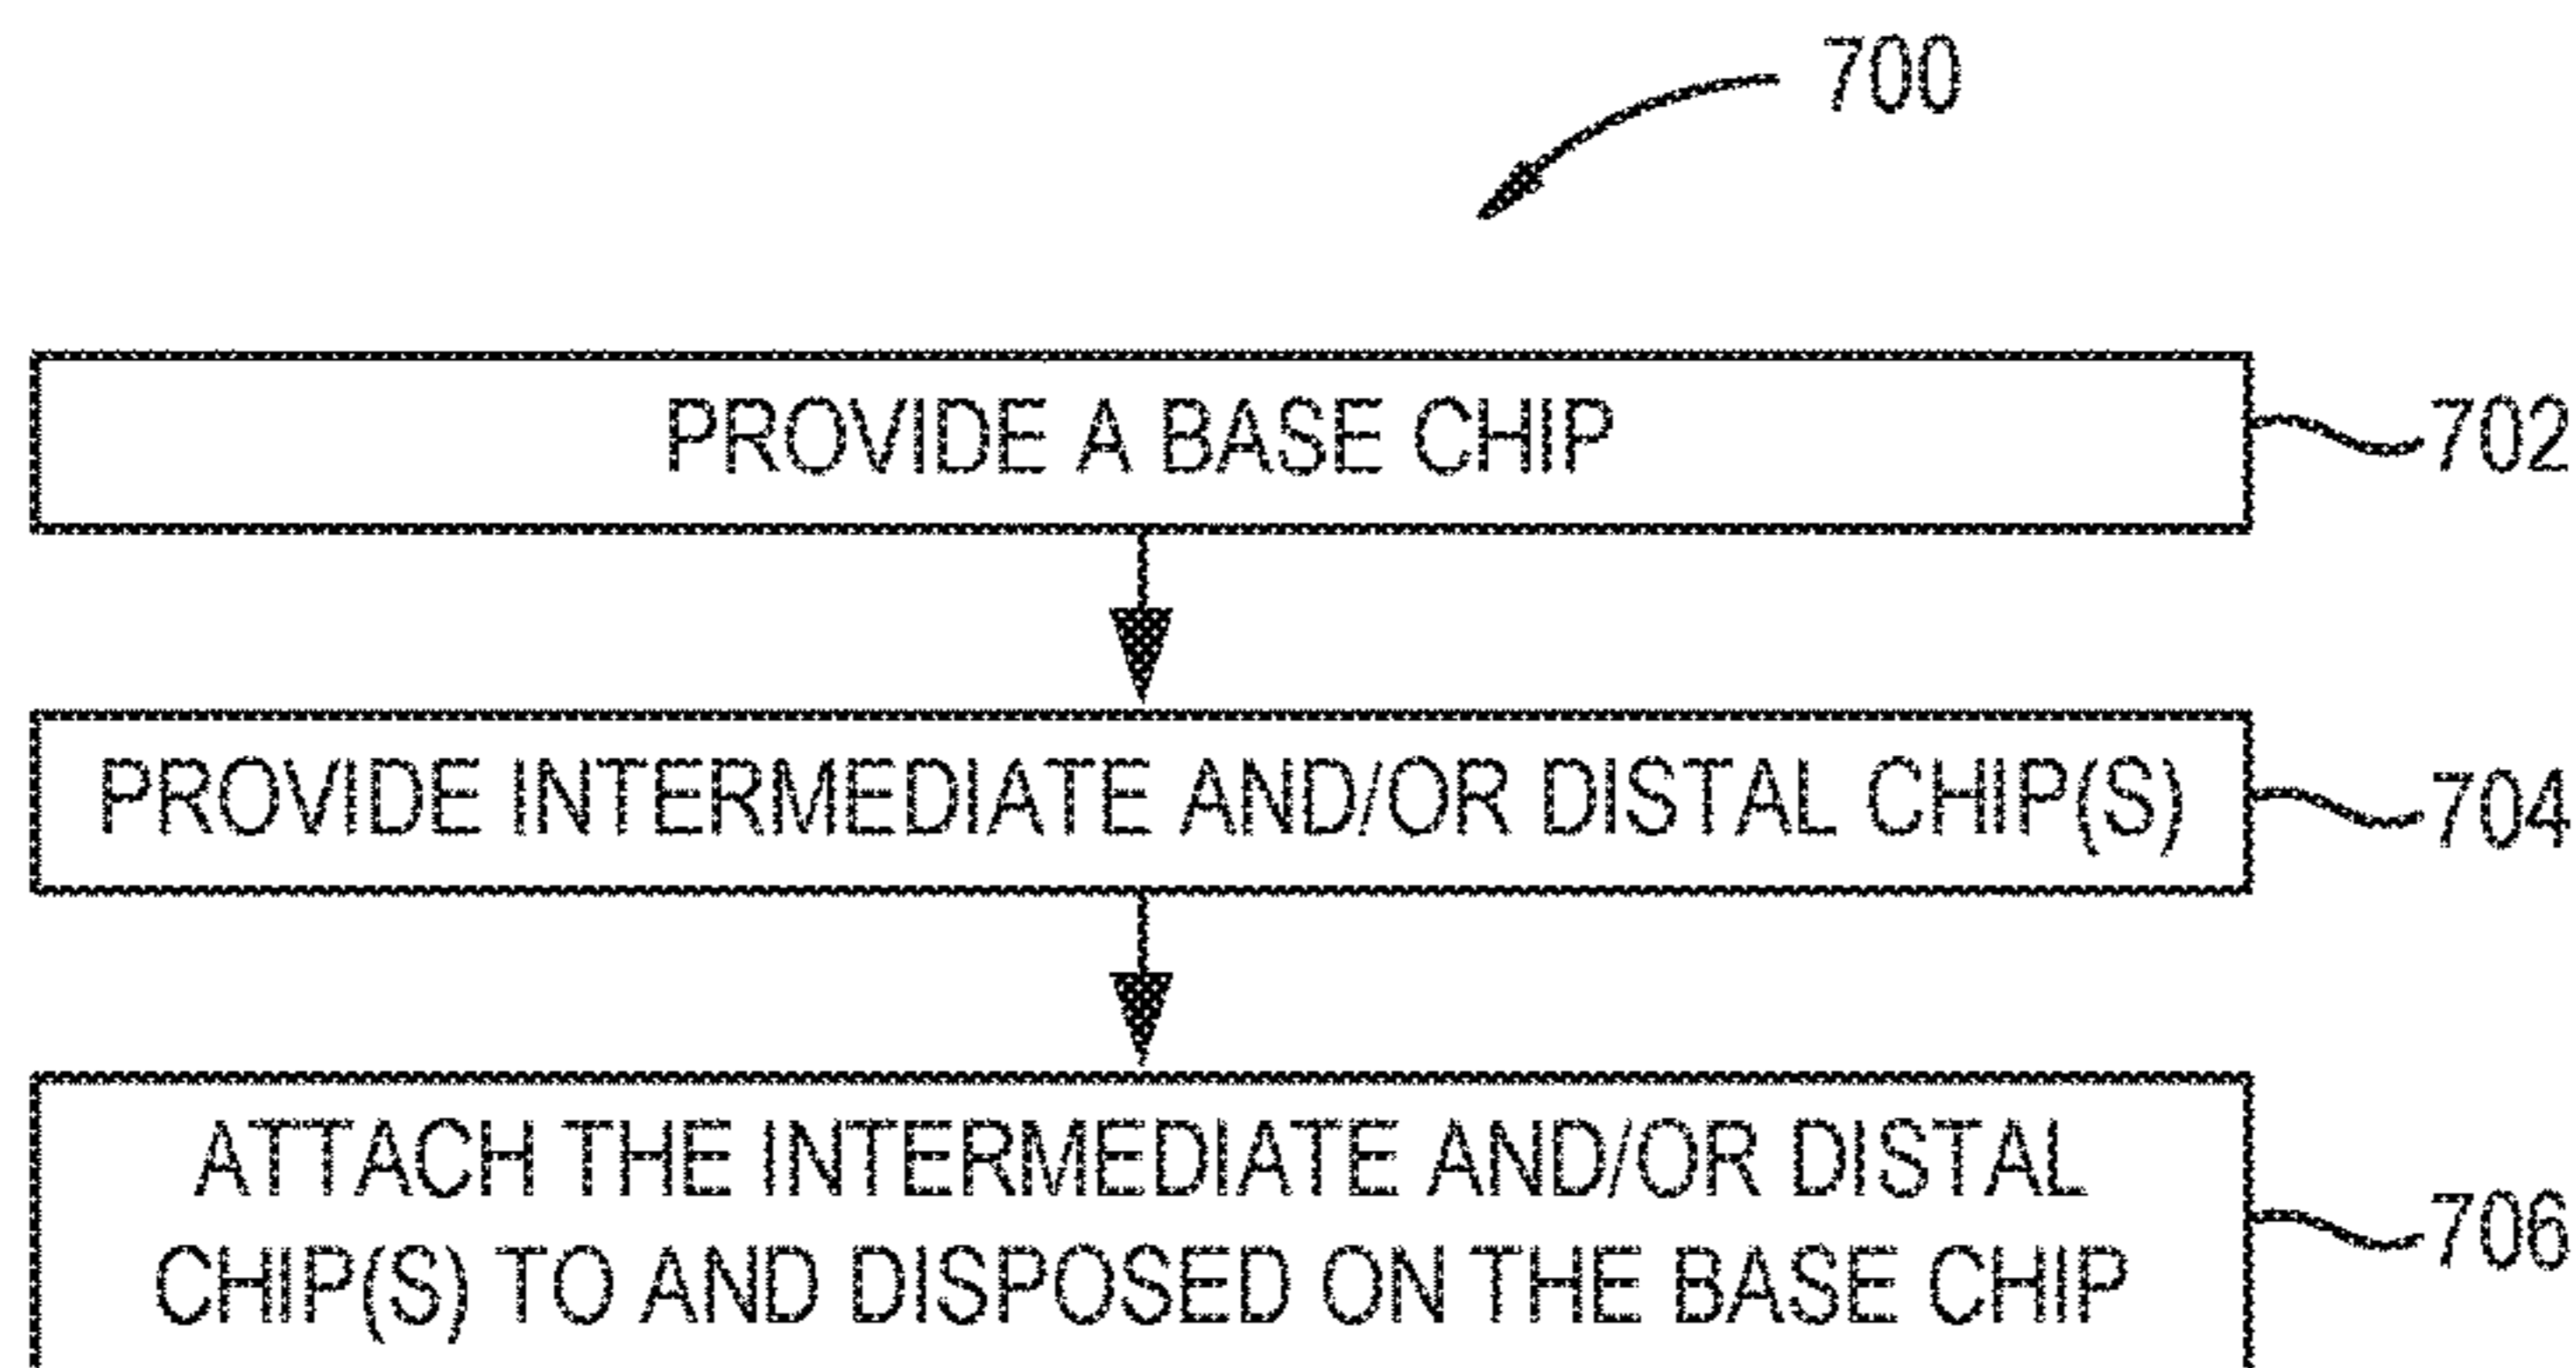 700
PROVIDE A BASE CHIP
702
PROVIDE INTERMEDIATE AND/OR DISTAL CHIP(S)
704
ATTACH THE INTERMEDIATE AND/OR DISTAL
CHIP(S) TO AND DISPOSED ON THE BASE CHIP
706